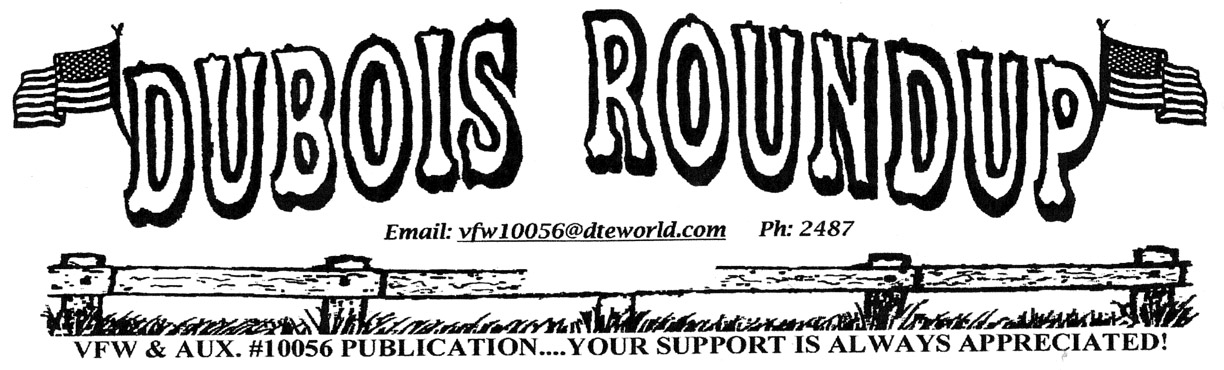 DUBOIS ROUNDUP
Email: vfw10056@dteworld.com Ph: 2487
VFW & AUX. #10056 PUBLICATION....YOUR SUPPORT IS ALWAYS APPRECIATED!